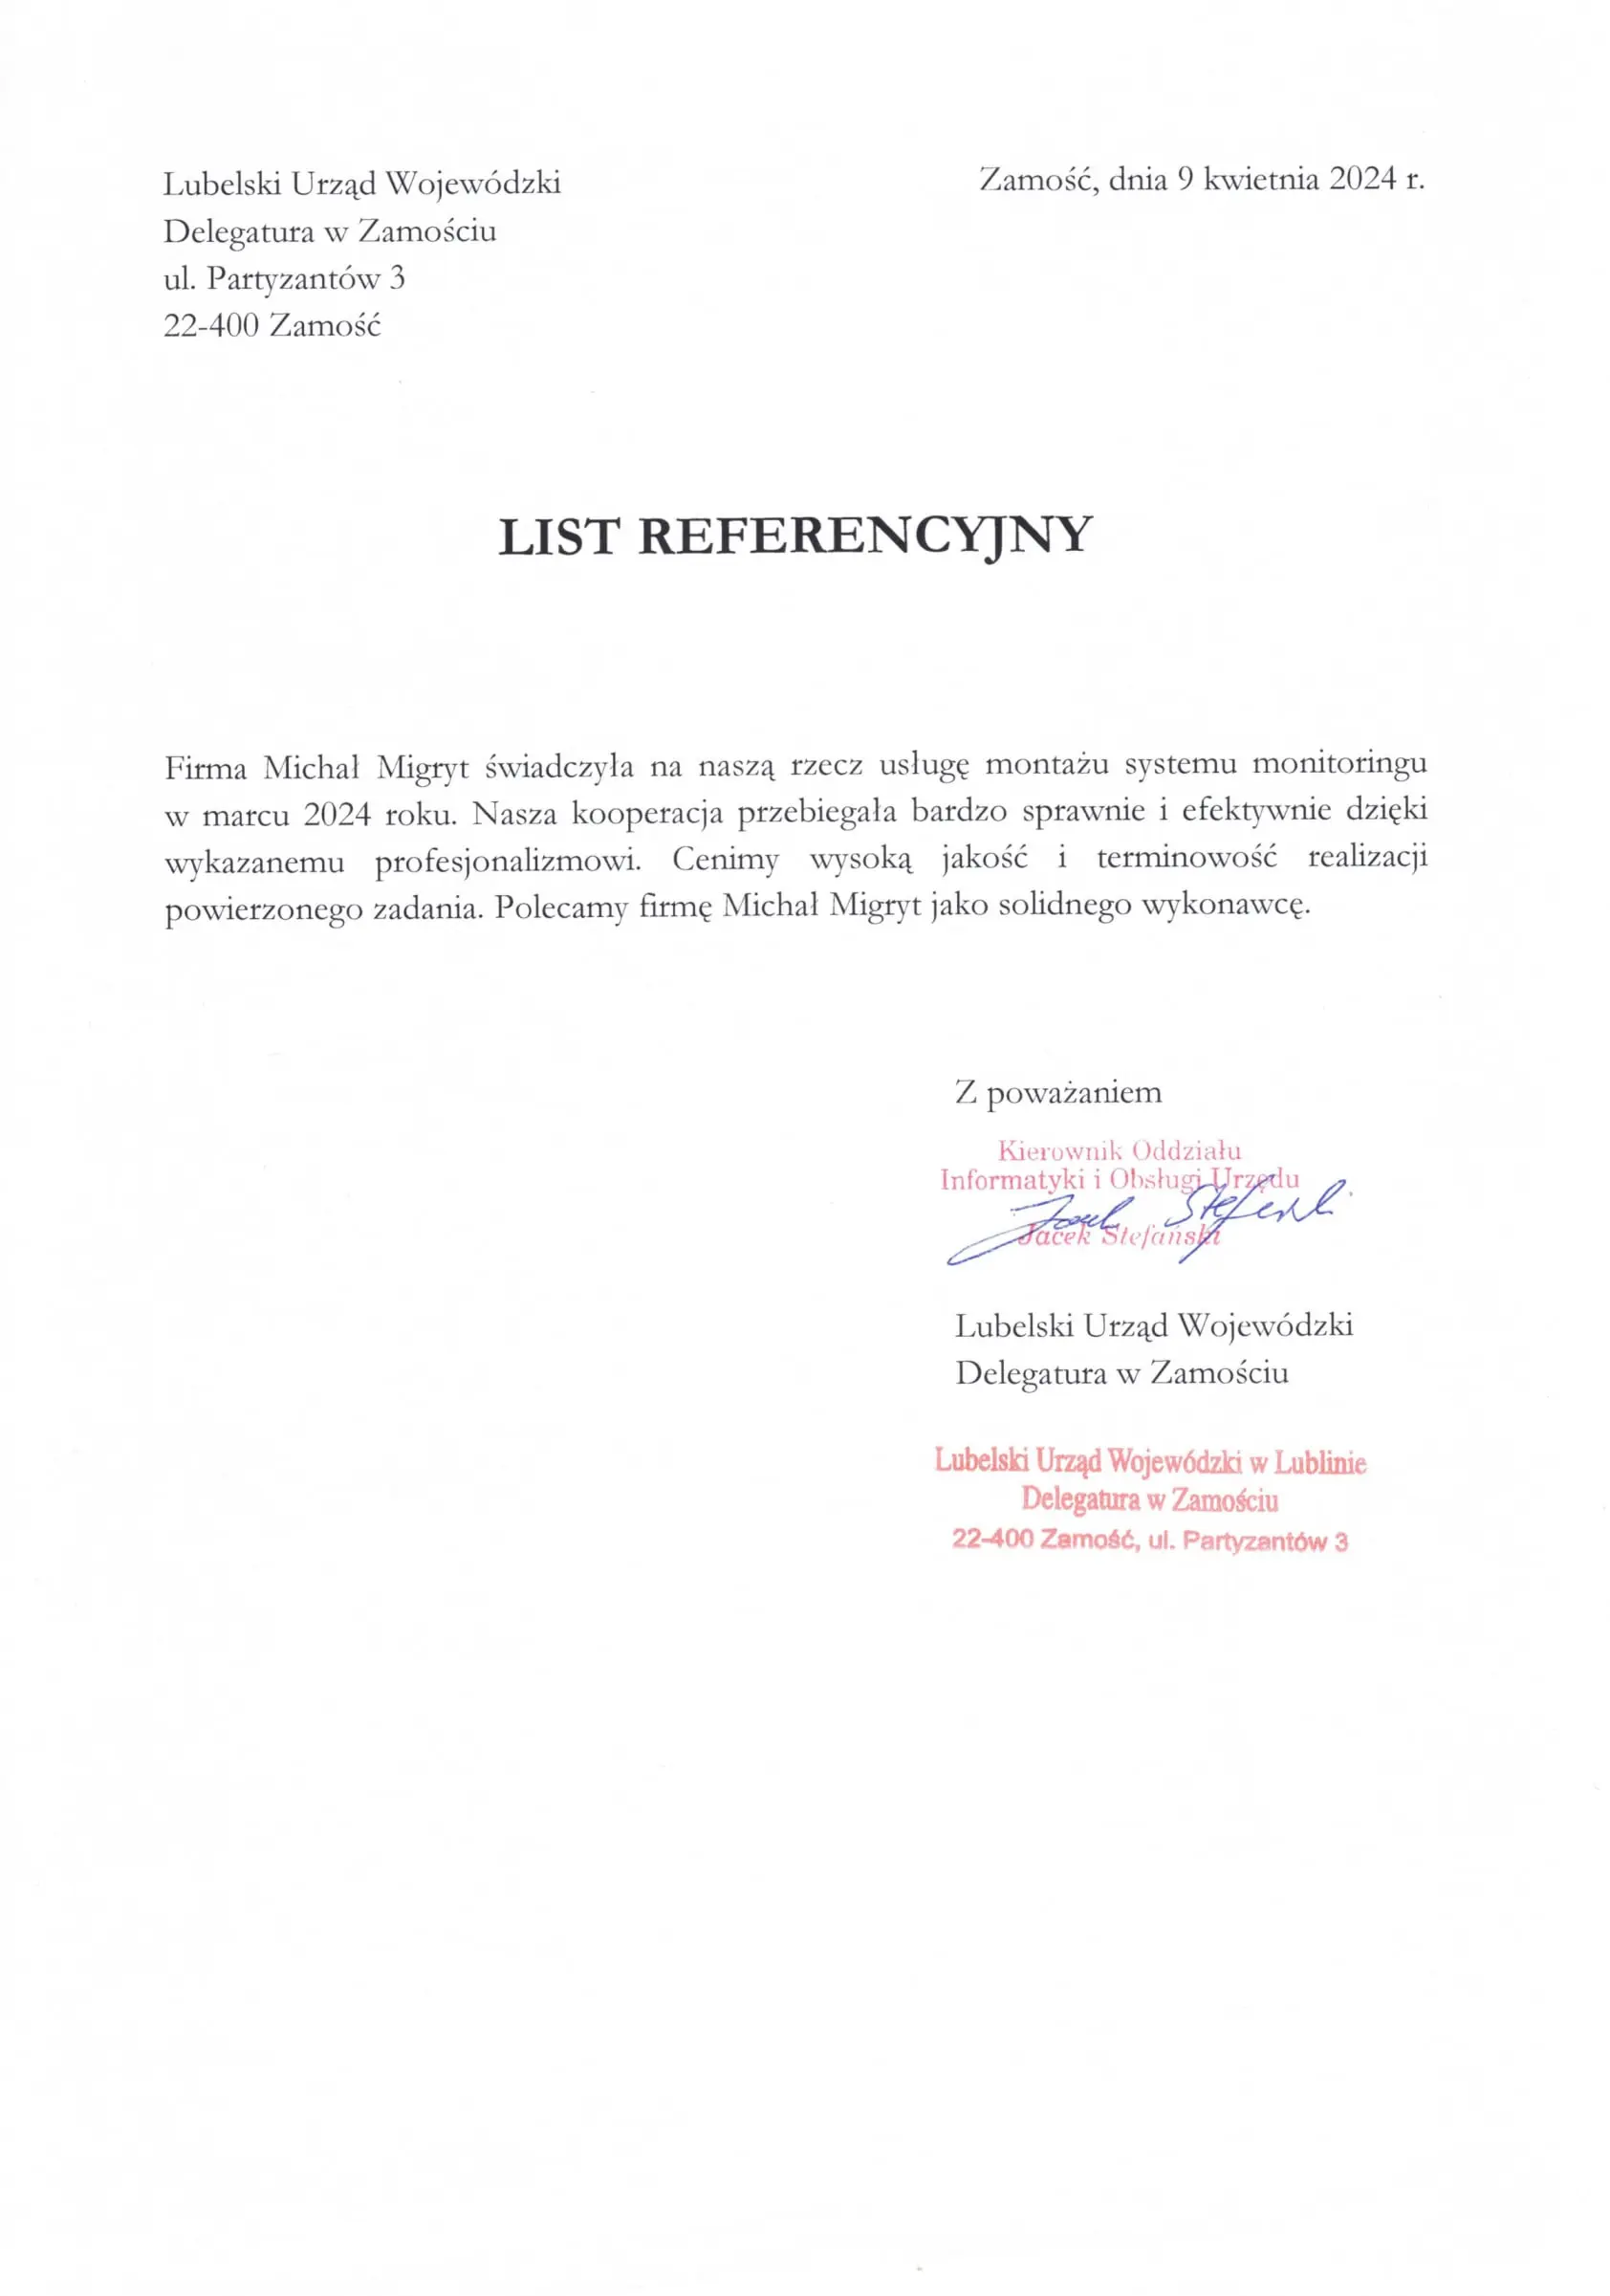 Lubelski Urząd Wojewódzki
Delegatura w Zamościu
ul. Partyzantów 3
22-400 Zamość
Zamość, dnia 9 kwietnia 2024 r.
LIST REFERENCYJNY
Firma Michał Migryt świadczyła na naszą rzecz usługę montażu systemu monitoringu
w marcu 2024 roku. Nasza kooperacja przebiegała bardzo sprawnie i efektywnie dzięki
wykazanemu profesjonalizmowi. Cenimy wysoką jakość i terminowość realizacji
powierzonego zadania. Polecamy firmę Michał Migryt jako solidnego wykonawcę.
Z poważaniem
Kierownik Oddziału
Informatyki i Obsługi Urzędu
Jacek Stefański
Lubelski Urząd Wojewódzki
Delegatura w Zamościu
Lubelski Urząd Wojewódzki w Lublinie
Delegatura w Zamościu
22-400 Zamość, ul. Partyzantów 3